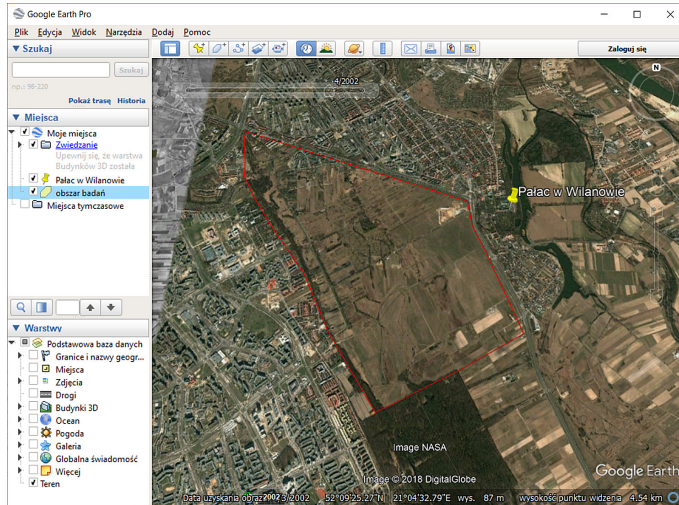 Google Earth Pro
Plik Edycja Widok Narzędzia Dodaj Pomoc
Szukaj
Zaloguj się
Szukaj
np.: 98-220
Pokaż trasę Historia
Miejsca
Moje miejsca
Zwiedzanie
Upewnij się, że warstwa
Budynków 3D została
Pałac w Wilanowie
obszar badań
Miejsca tymczasowe
Warstwy
Podstawowa baza danych
Granice i nazwy geogr...
Miejsca
Zdjęcia
Drogi
Budynki 3D
Ocean
Pogoda
Galeria
Globalna świadomość
Więcej
Teren
4/2002
N
Pałac w Wilanowie
Image NASA
Image © 2018 DigitalGlobe
Google Earth
2002 52°09'25.27"N 21°04'32.79"E wys. 87 m wysokość punktu widzenia 4.54 km